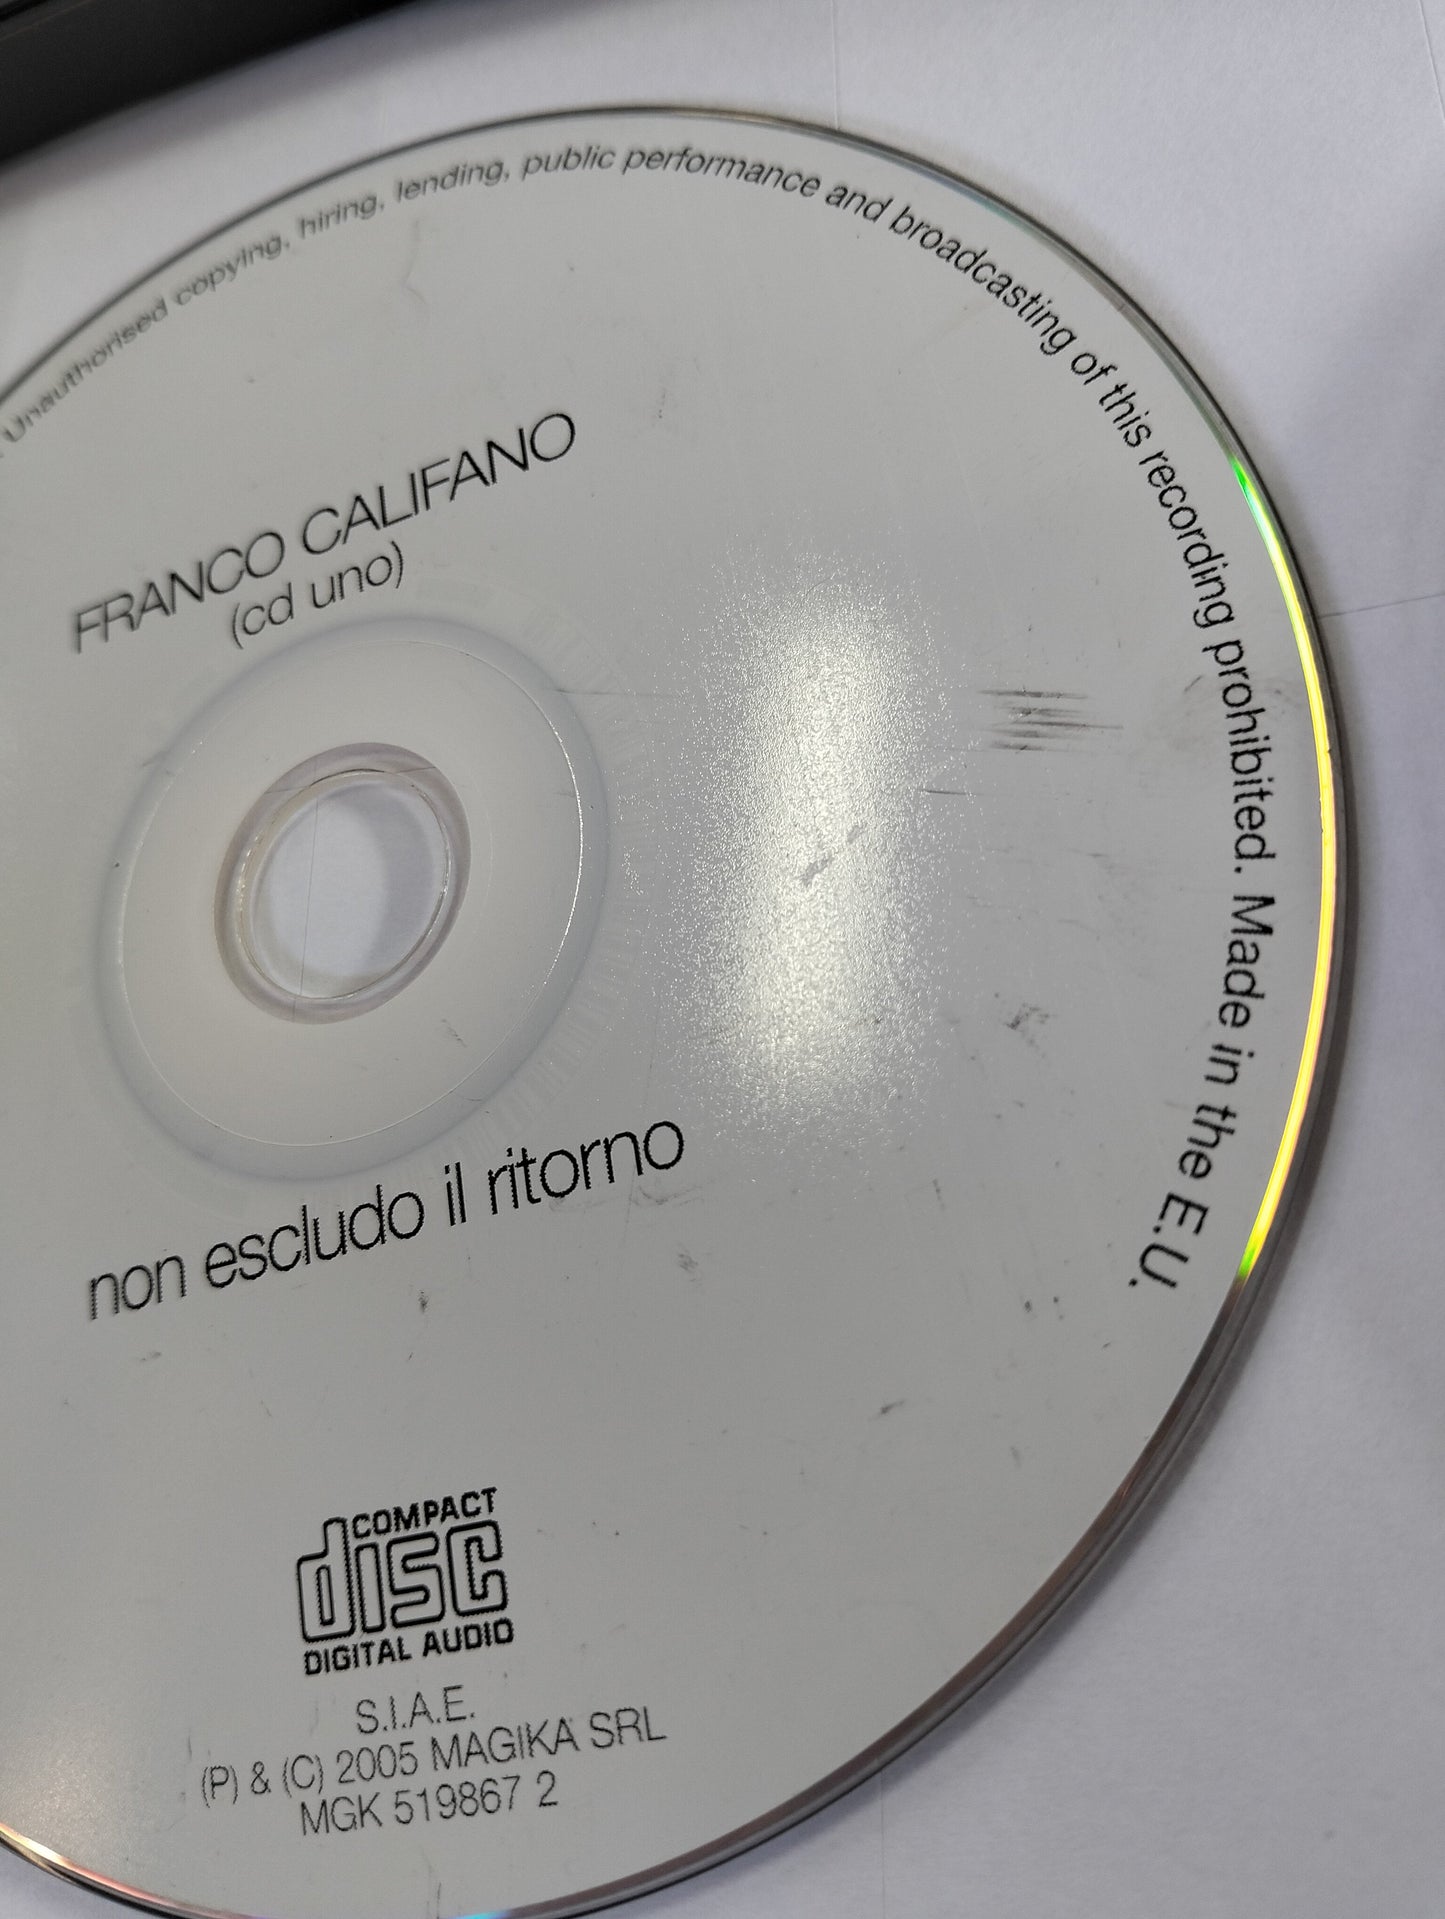 Unauthorised copying, hiring, lending, public performance and broadcasting of this recording prohibited. Made in the E.U.
FRANCO CALIFANO
(cd uno)
non escludo il ritorno
COMPACT
disc
DIGITAL AUDIO
S.I.A.E.
(P) & (C) 2005 MAGIKA SRL
MGK 519867 2